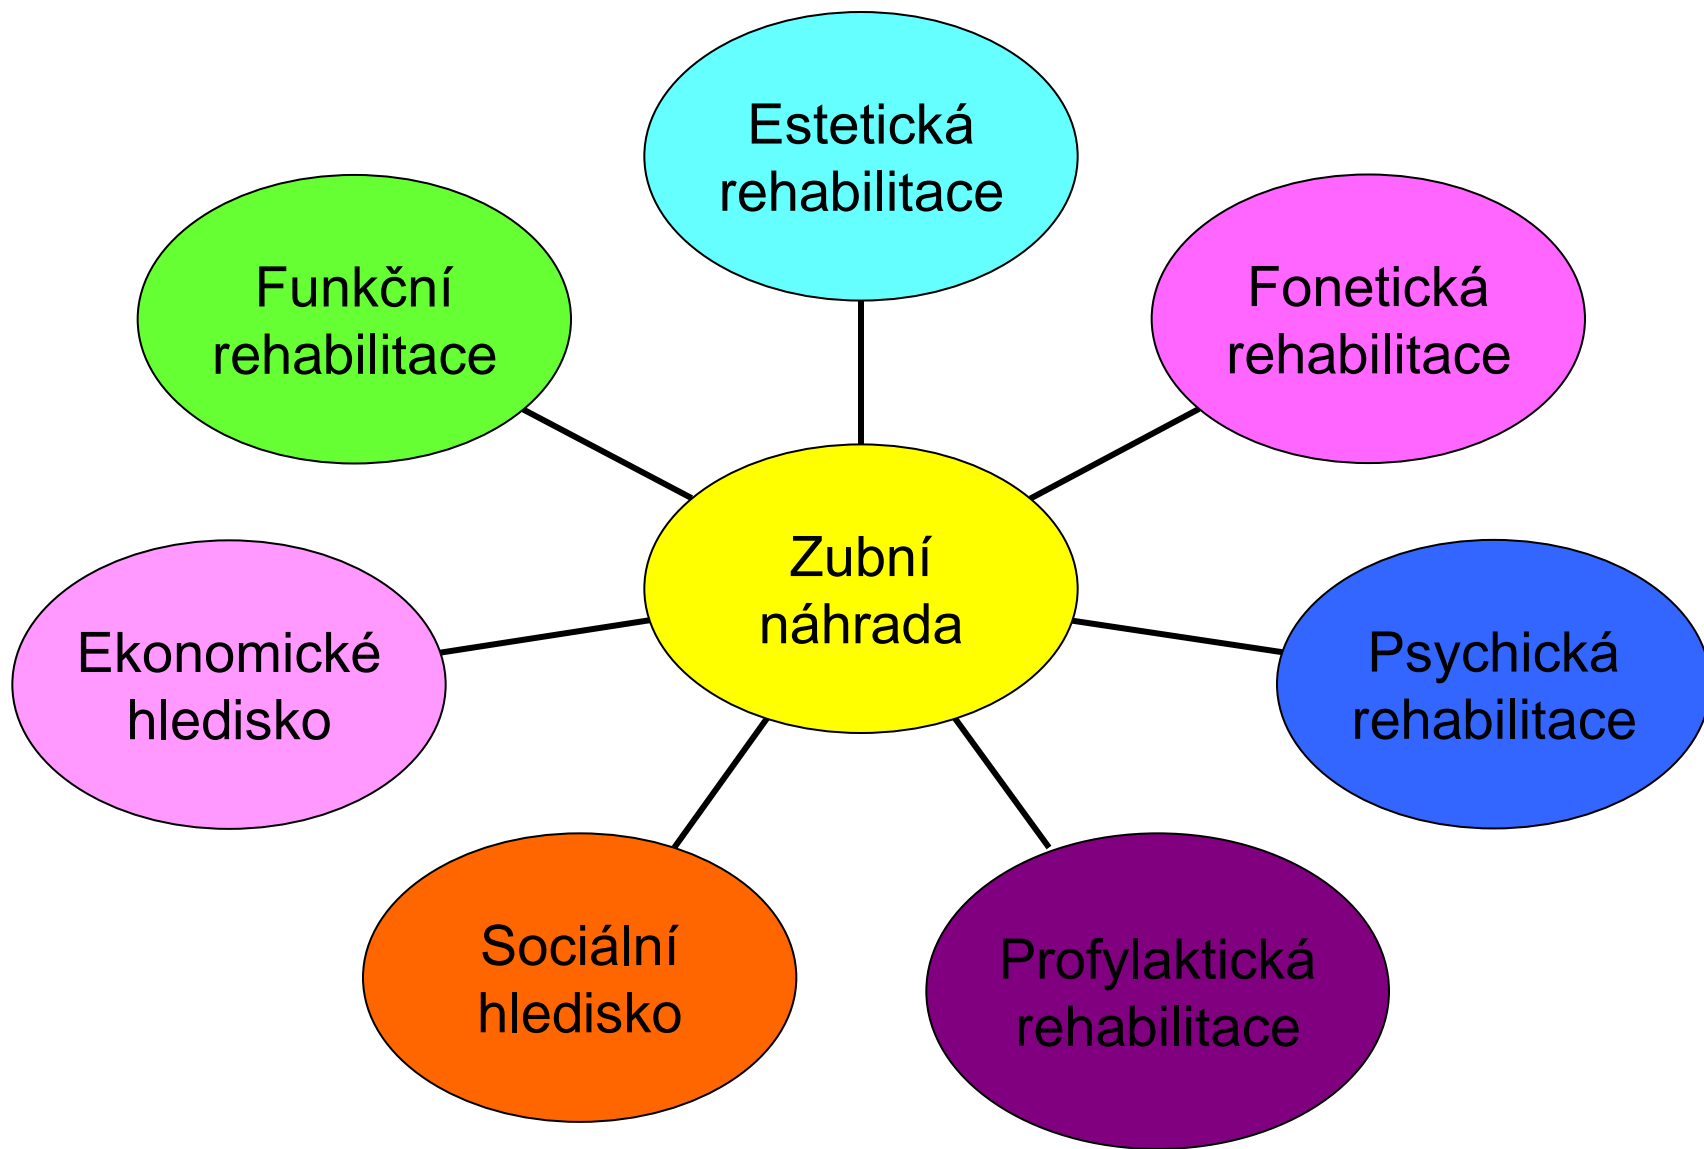 Estetická
rehabilitace
Funkční
rehabilitace
Fonetická
rehabilitace
Zubní
náhrada
Ekonomické
hledisko
Psychická
rehabilitace
Sociální
hledisko
Profylaktická
rehabilitace